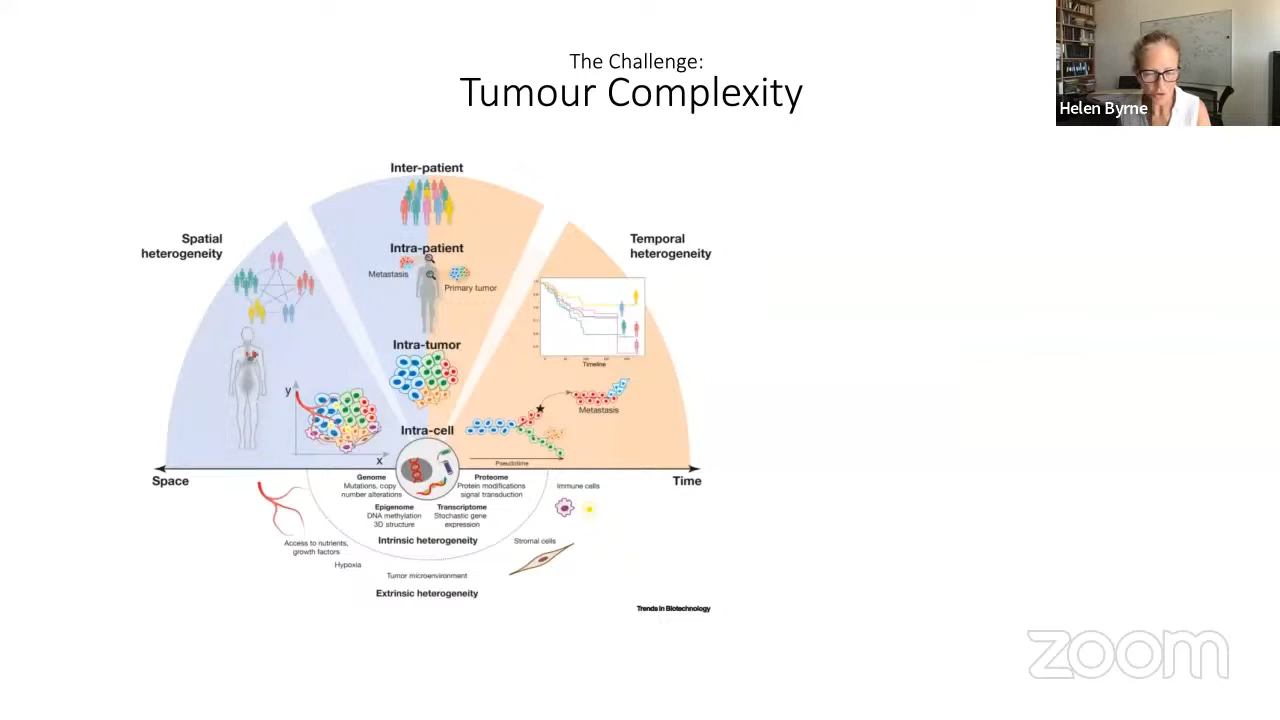 The Challenge:
Tumour Complexity
Helen Byrne
Inter-patient
Spatial
heterogeneity
Temporal
heterogeneity
Intra-patient
Metastasis
Primary tumor
Timeline
Intra-tumor
y
x
Metastasis
Intra-cell
Pseudotime
Space
Time
Genome
Mutations, copy
number alterations
Proteome
Protein modifications
signal transduction
Epigenome
DNA methylation
3D structure
Transcriptome
Stochastic gene
expression
Immune cells
Intrinsic heterogeneity
Stromal cells
Access to nutrients,
growth factors
Hypoxia
Tumor microenvironment
Extrinsic heterogeneity
Trends in Biotechnology
zoom